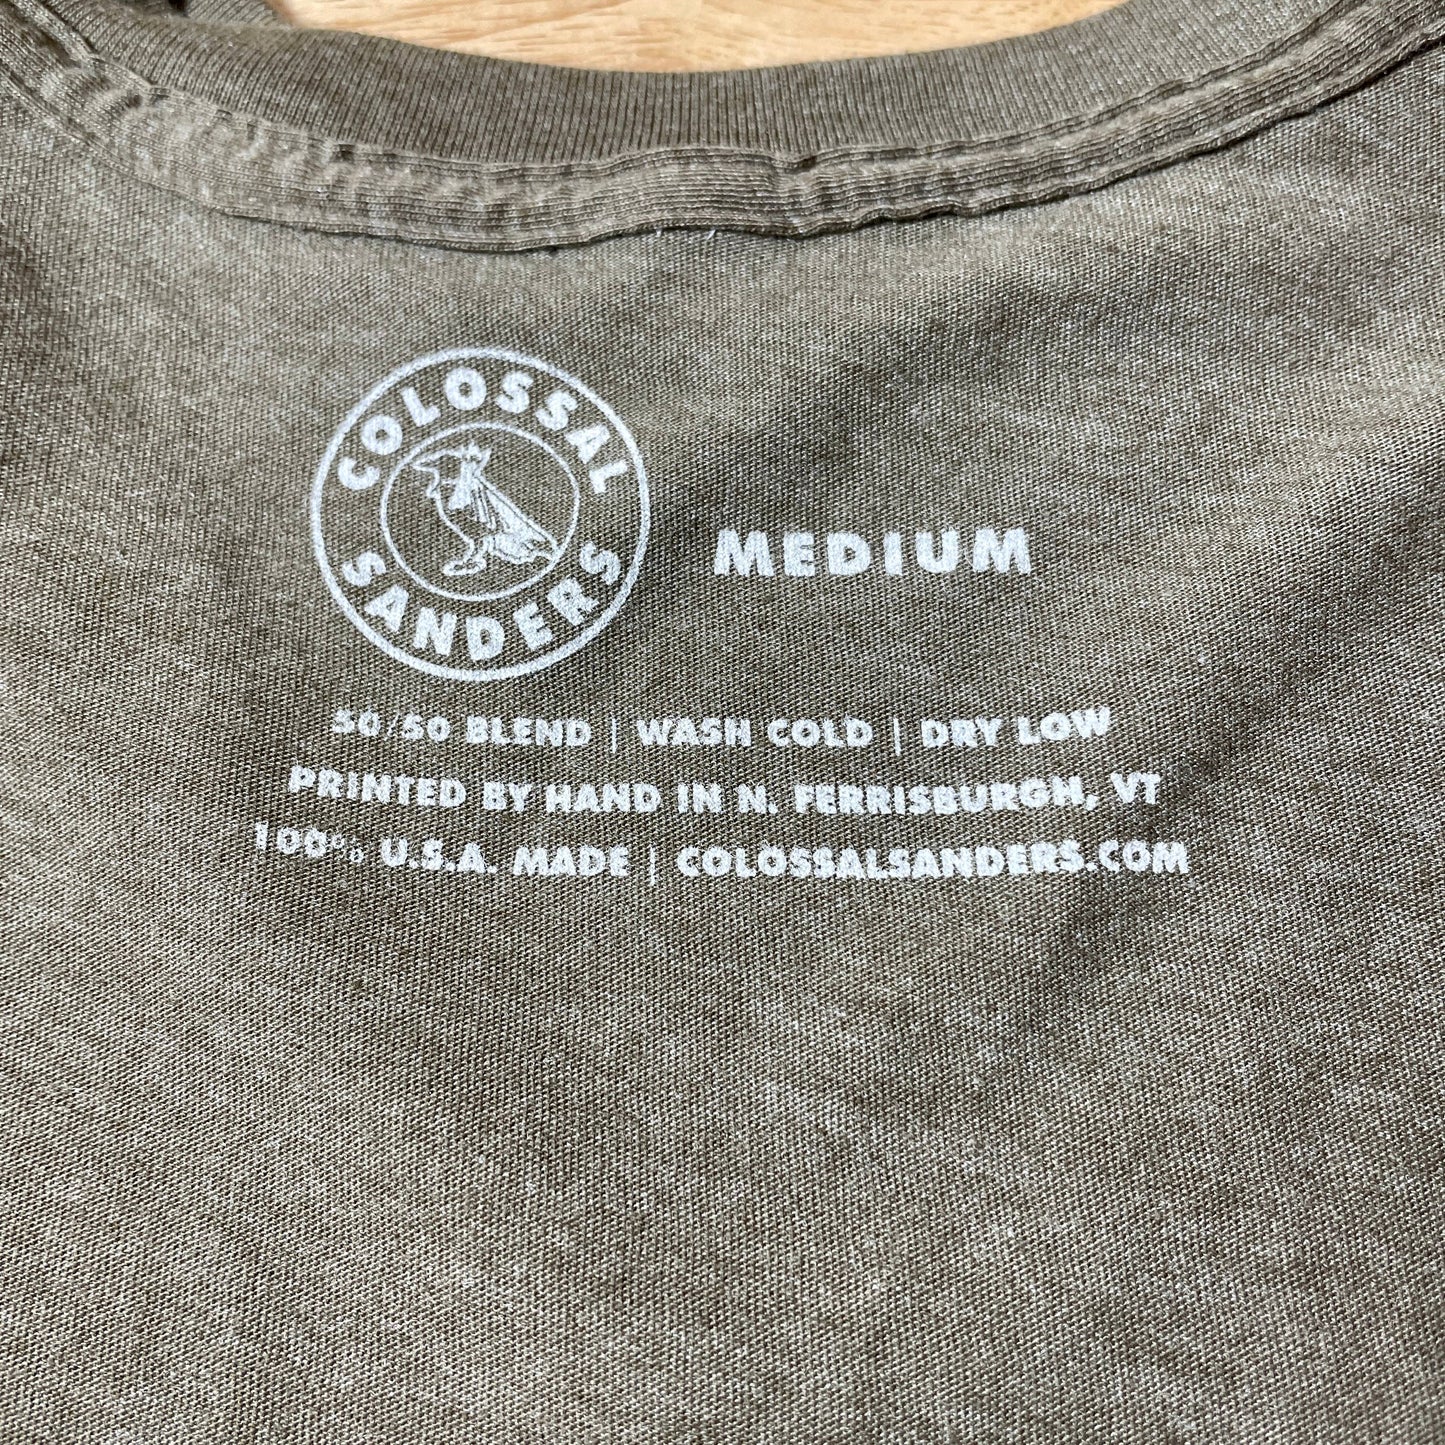 COLOSSAL
SANDERS
MEDIUM
50/50 BLEND | WASH COLD | DRY LOW
PRINTED BY HAND IN N. FERRISBURGH, VT
100% U.S.A. MADE | COLOSSALSANDERS.COM